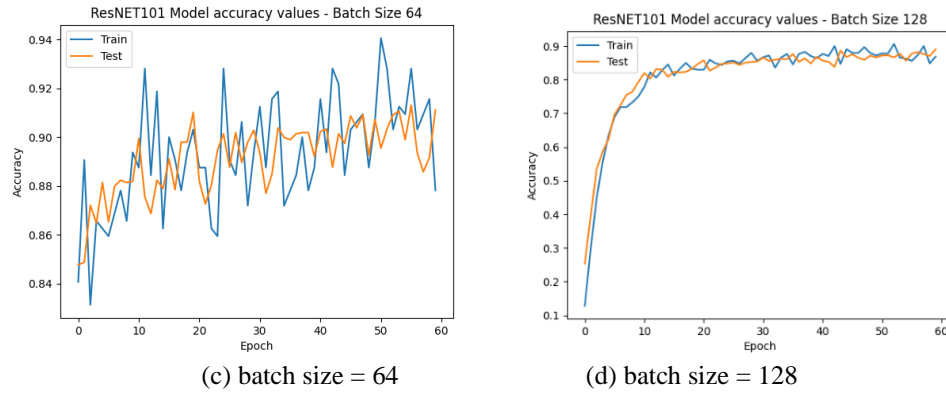 ResNET101 Model accuracy values - Batch Size 64
Train
Test
0.94
0.92
0.90
0.88
0.86
0.84
Accuracy
0
10
20
30
40
50
60
Epoch
(c) batch size = 64
ResNET101 Model accuracy values - Batch Size 128
Train
Test
0.9
0.8
0.7
0.6
0.5
0.4
0.3
0.2
0.1
Accuracy
0
10
20
30
40
50
60
Epoch
(d) batch size = 128